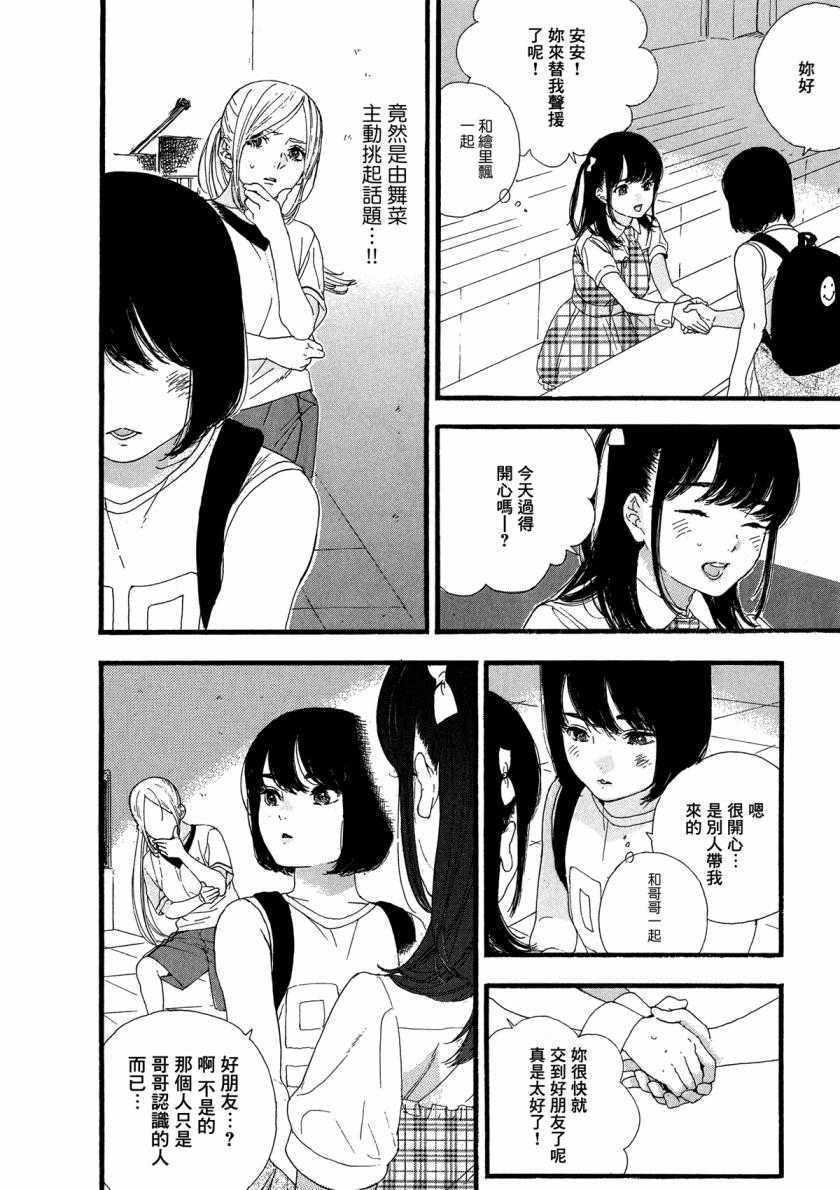 妳好
安安！
妳來替我聲援
了呢！
和繪里飄
一起
今天過得
開心嗎—？
竟然是由舞菜
主動挑起話題…!!
嗯
很開心…
是別人帶我
來的
和哥哥一起
妳很快就
交到好朋友了呢
真是太好了！
好朋友…？
啊 不是的
那個人只是
哥哥認識的人
而已…